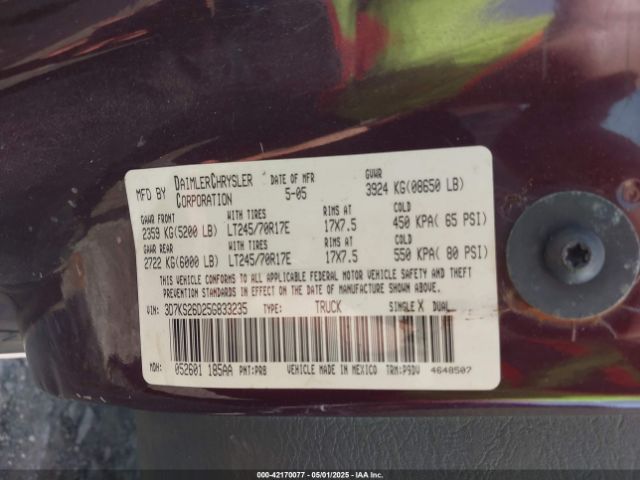 MFD BY DAIMLERCHRYSLER CORPORATION DATE OF MFR 5-05 GVWR 3924 KG(08650 LB)
GAWR FRONT WITH TIRES RIMS AT COLD
2359 KG(5200 LB) LT245/70R17E 17X7.5 450 KPA( 65 PSI)
GAWR REAR WITH TIRES RIMS AT COLD
2722 KG(6000 LB) LT245/70R17E 17X7.5 550 KPA( 80 PSI)
THIS VEHICLE CONFORMS TO ALL APPLICABLE FEDERAL MOTOR VEHICLE SAFETY AND THEFT
PREVENTION STANDARDS IN EFFECT ON THE DATE OF MANUFACTURE SHOWN ABOVE.
VIN: 3D7KS26D25G833235 TYPE: TRUCK SINGLE X DUAL
MDH: 052601 185AA PNT:PR8 VEHICLE MADE IN MEXICO TRM:P9DV 4648507
000-42170077 - 05/01/2025 - IAA Inc.